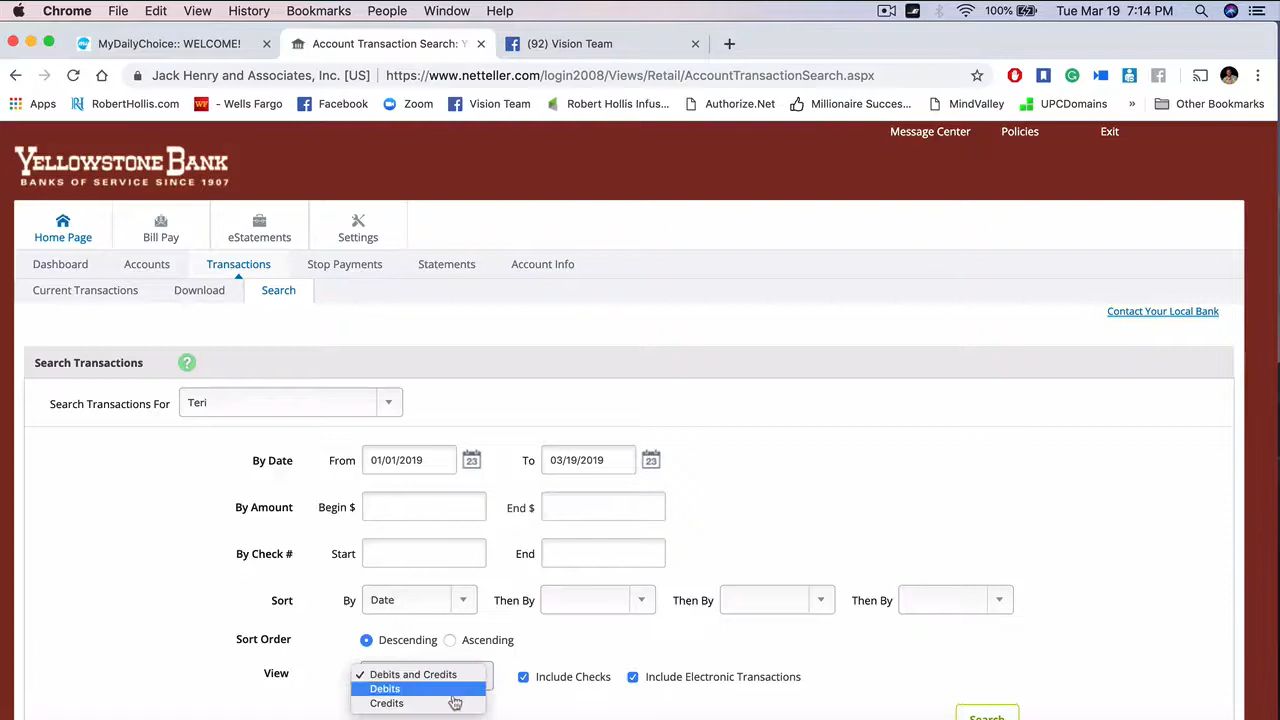 Chrome File Edit View History Bookmarks People Window Help 100% Tue Mar 19 7:14 PM
MyDailyChoice:: WELCOME! × Account Transaction Search: Y × (92) Vision Team × +
Jack Henry and Associates, Inc. [US] | https://www.netteller.com/login2008/Views/Retail/AccountTransactionSearch.aspx
Apps RobertHollis.com - Wells Fargo Facebook Zoom Vision Team Robert Hollis Infus... Authorize.Net Millionaire Succes... MindValley UPCDomains » Other Bookmarks
Message Center Policies Exit
YELLOWSTONE BANK
BANKS OF SERVICE SINCE 1907
Home Page Bill Pay eStatements Settings
Dashboard Accounts Transactions Stop Payments Statements Account Info
Current Transactions Download Search
Contact Your Local Bank
Search Transactions ?
Search Transactions For Teri
By Date From 01/01/2019 23 To 03/19/2019 23
By Amount Begin $ End $
By Check # Start End
Sort By Date Then By Then By Then By
Sort Order Descending Ascending
View ✓ Debits and Credits Include Checks Include Electronic Transactions
Debits
Credits
Search